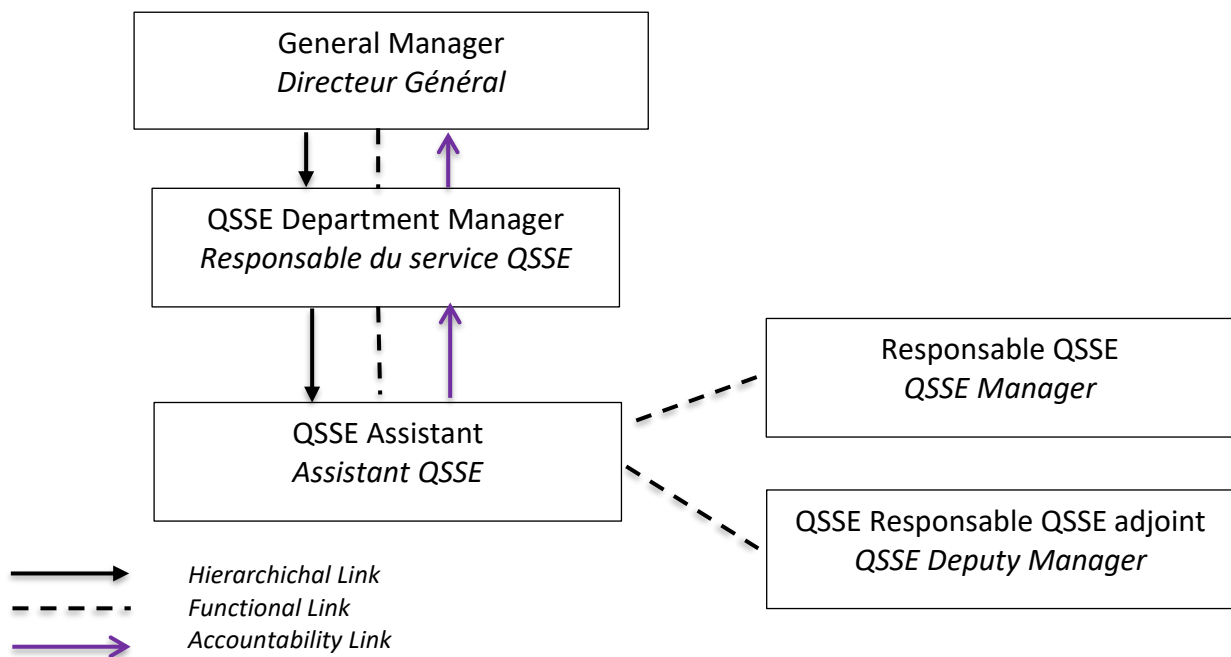 General Manager
Directeur Général
QSSE Department Manager
Responsable du service QSSE
QSSE Assistant
Assistant QSSE
Responsable QSSE
QSSE Manager
QSSE Responsable QSSE adjoint
QSSE Deputy Manager
Hierarchichal Link
Functional Link
Accountability Link